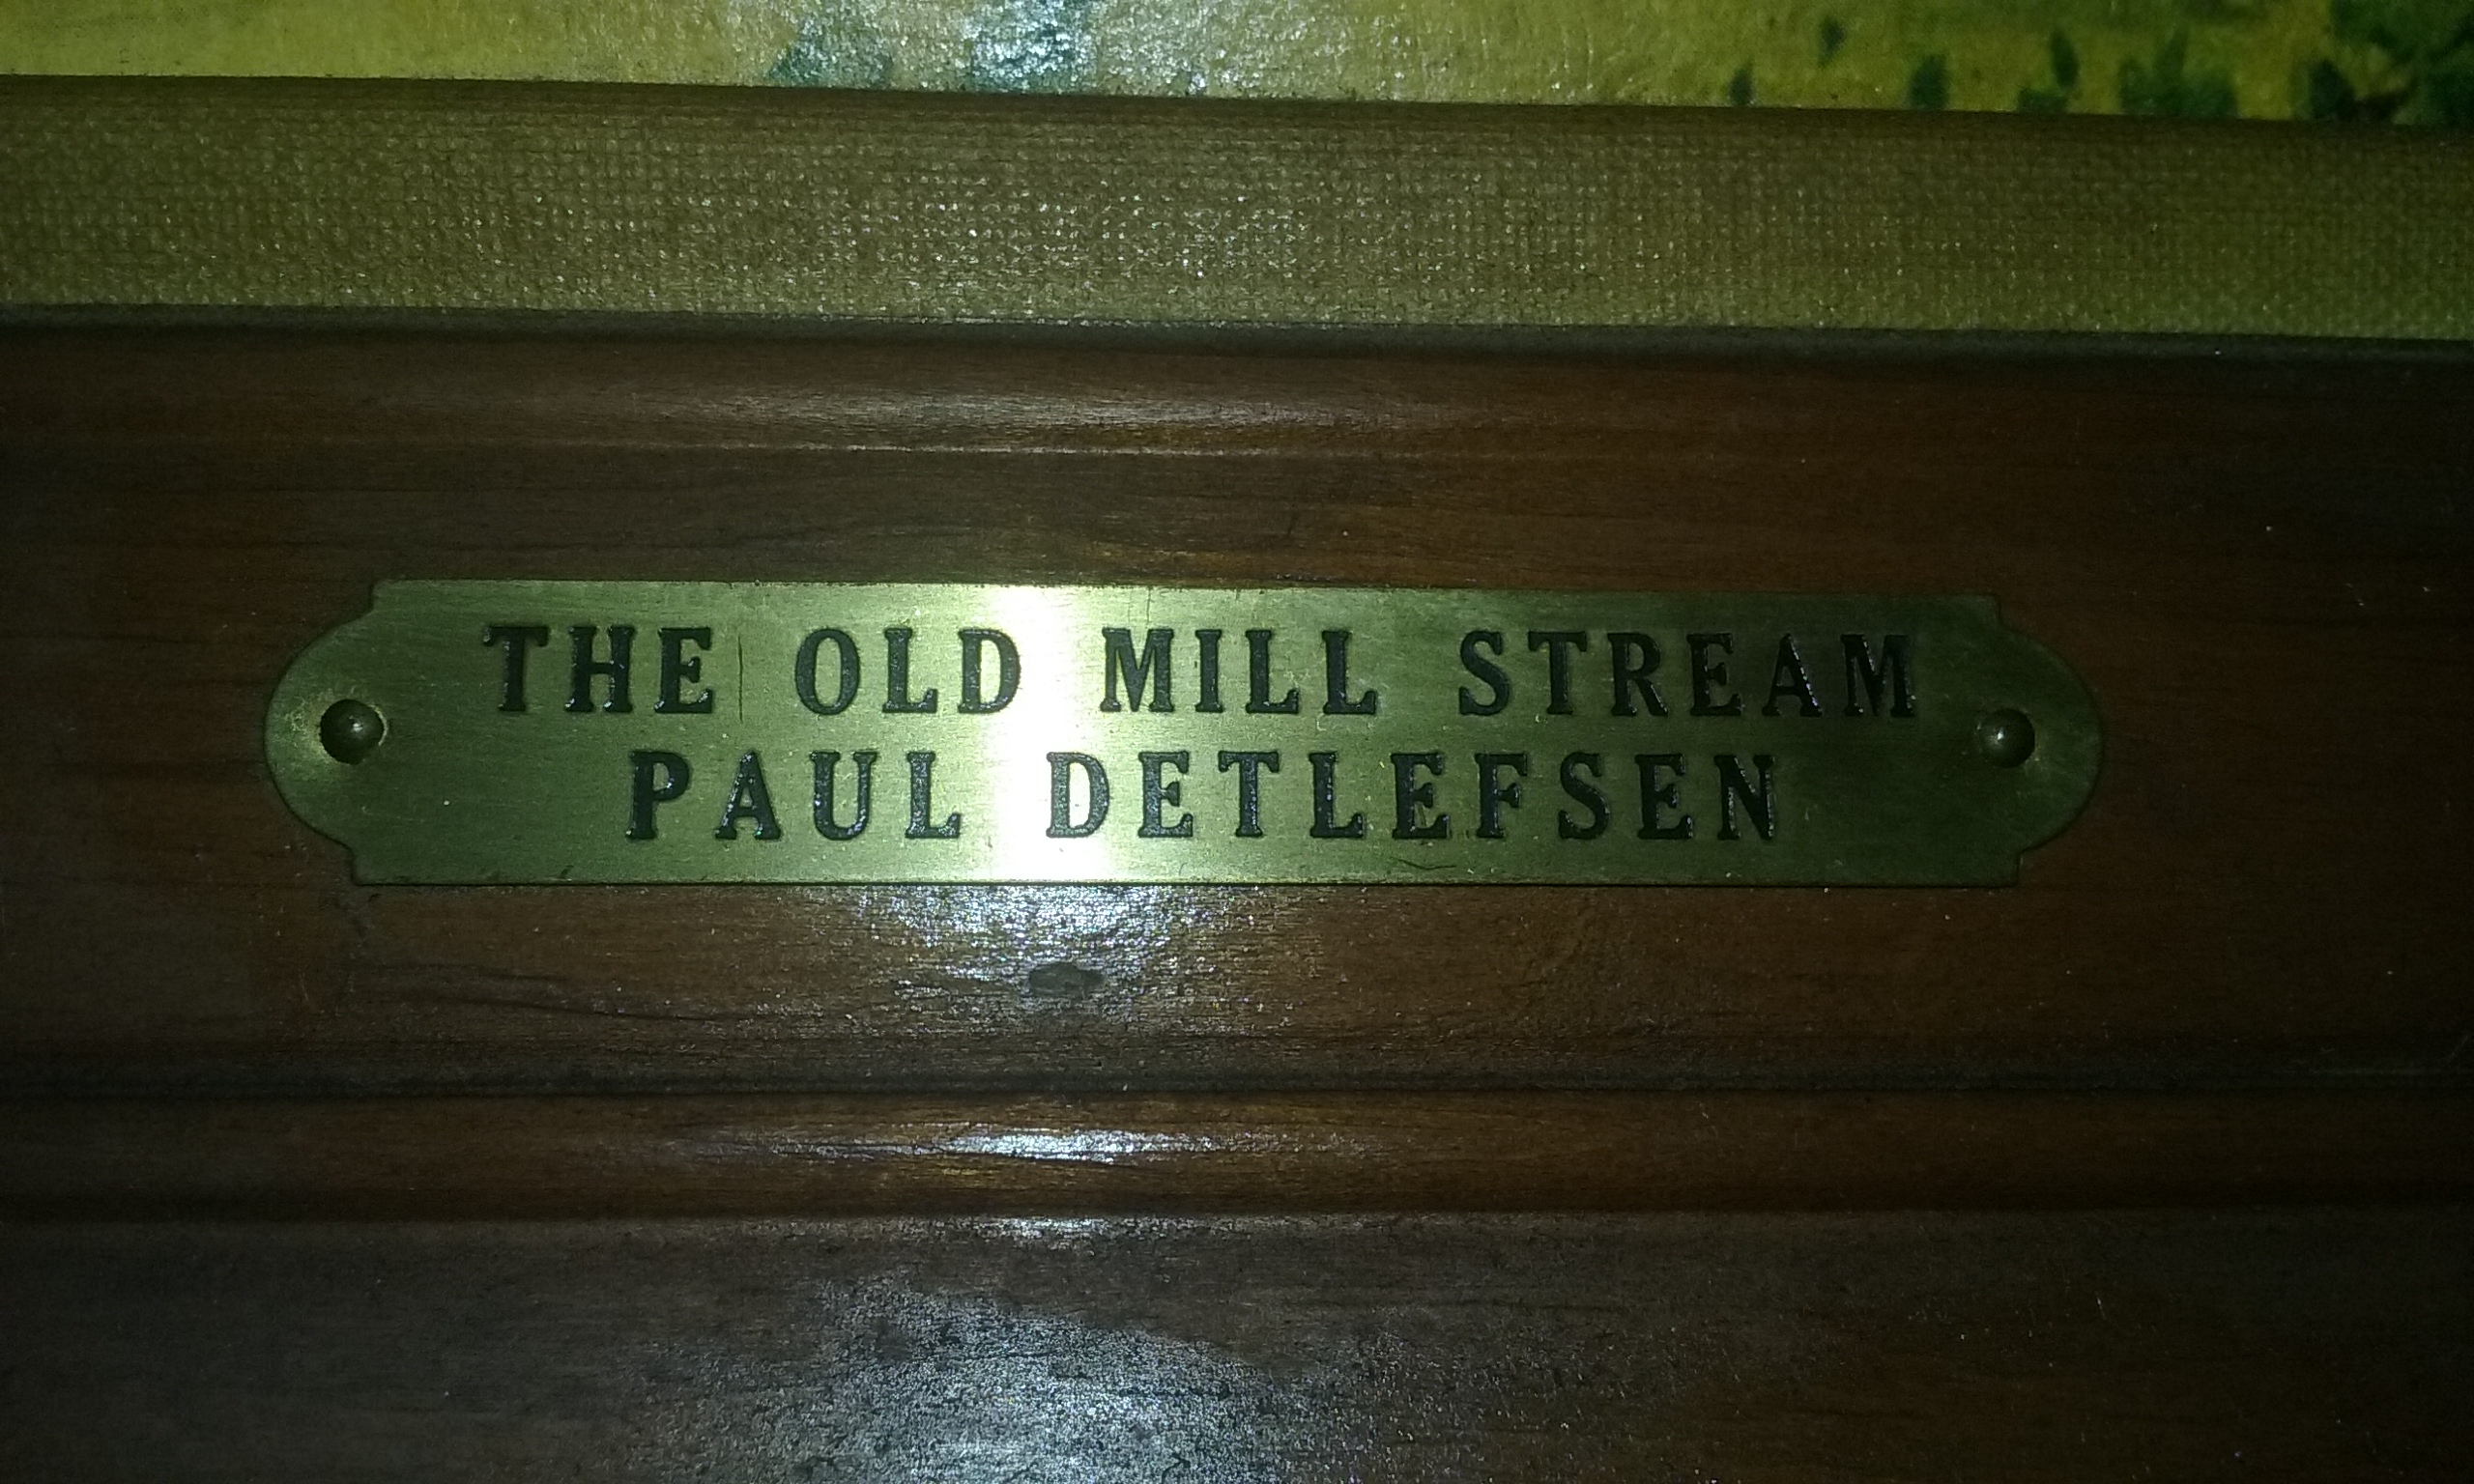 THE OLD MILL STREAM
PAUL DETLEFSEN